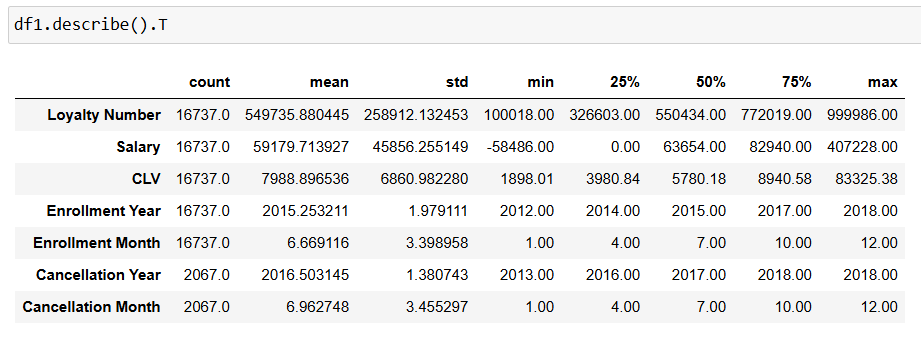 df1.describe().T
count mean std min 25% 50% 75% max
Loyalty Number 16737.0 549735.880445 258912.132453 100018.00 326603.00 550434.00 772019.00 999986.00
Salary 16737.0 59179.713927 45856.255149 -58486.00 0.00 63654.00 82940.00 407228.00
CLV 16737.0 7988.896536 6860.982280 1898.01 3980.84 5780.18 8940.58 83325.38
Enrollment Year 16737.0 2015.253211 1.979111 2012.00 2014.00 2015.00 2017.00 2018.00
Enrollment Month 16737.0 6.669116 3.398958 1.00 4.00 7.00 10.00 12.00
Cancellation Year 2067.0 2016.503145 1.380743 2013.00 2016.00 2017.00 2018.00 2018.00
Cancellation Month 2067.0 6.962748 3.455297 1.00 4.00 7.00 10.00 12.00